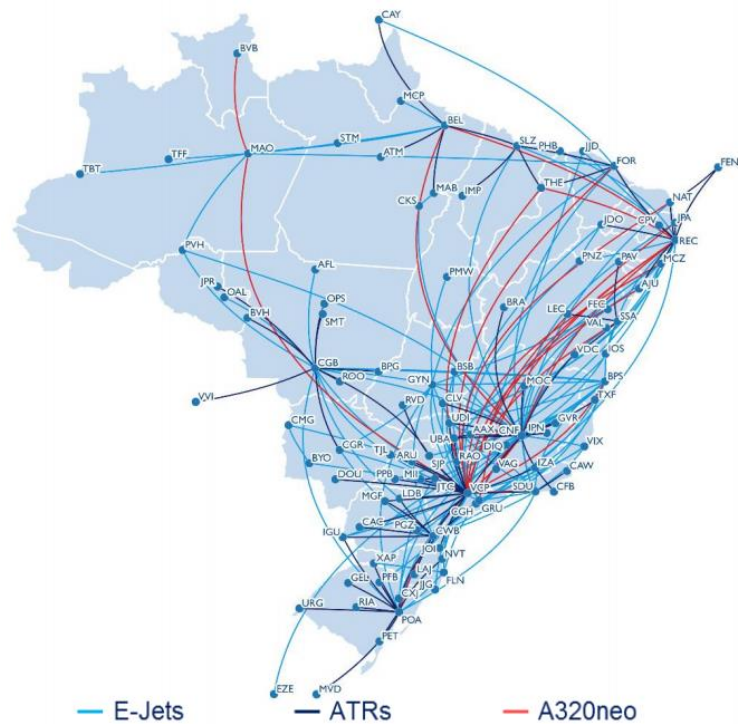 CAY
BVB
MCP
BEL
STM
SLZ
PHB
JJD
MAO
TFF
ATM
FOR
FEN
TBT
THE
MAB
IMP
CKS
NAT
CPV
JPA
JDO
REC
PVH
MCZ
AFL
PMW
PNZ
PAV
JPR
OAL
AJU
OPS
BRA
FEC
LEC
SSA
BVH
SMT
VAL
VDC
IOS
CGB
BPG
BSB
ROO
GYN
MOC
BPS
VVI
RVD
CLV
TXF
CMG
UDI
AAX
CNF
IPN
GVR
UBA
DIQ
VIX
CGR
TJL
ARU
SJP
RAO
BYO
VAG
IZA
CAW
DOU
PPB
MII
JTC
VCP
SDU
CFB
MGF
LDB
CGH
GRU
CAC
PGZ
CWB
IGU
JOI
NVT
XAP
LAJ
GEL
PFB
JJG
FLN
CXJ
RIA
URG
POA
PET
EZE
MVD
E-Jets
ATRs
A320neo